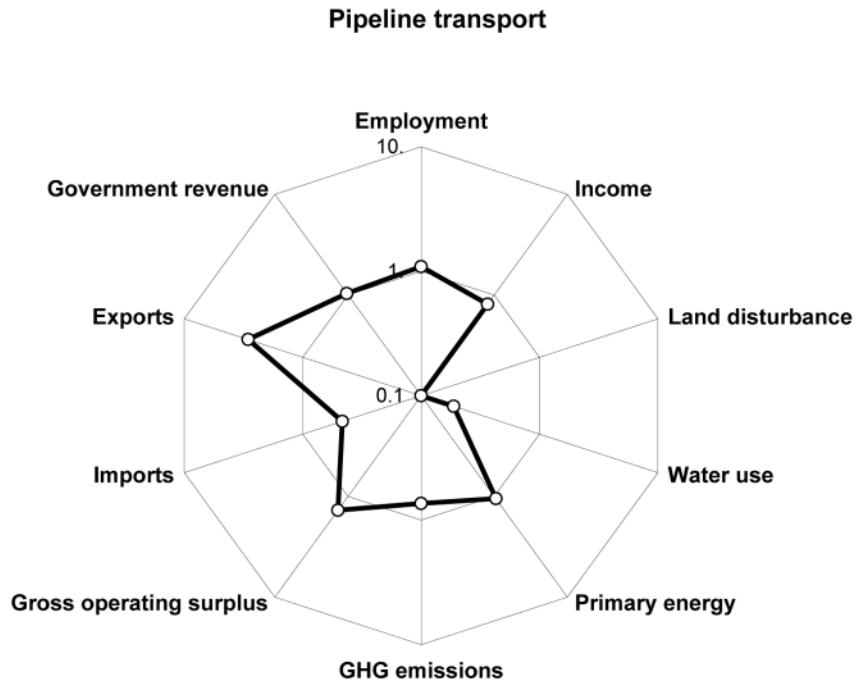 Pipeline transport
Employment
10.
Government revenue
Income
1.
Exports
Land disturbance
0.1
Imports
Water use
Gross operating surplus
Primary energy
GHG emissions